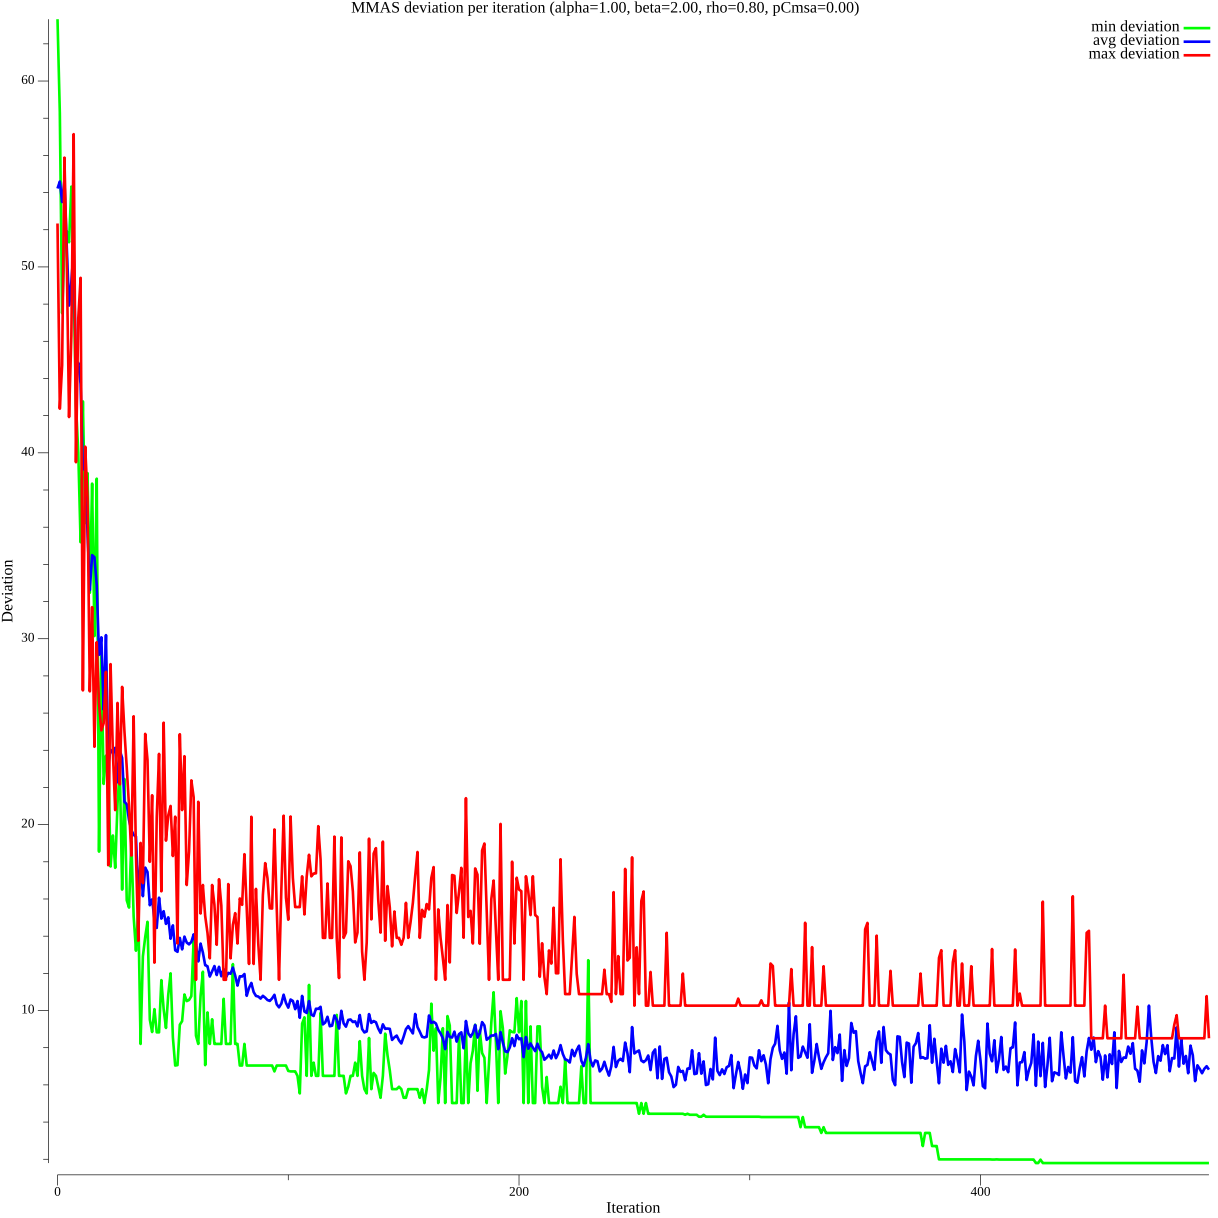 MMAS deviation per iteration (alpha=1.00, beta=2.00, rho=0.80, pCmsa=0.00)
min deviation
avg deviation
max deviation
60
50
40
30
20
10
Deviation
0
200
400
Iteration